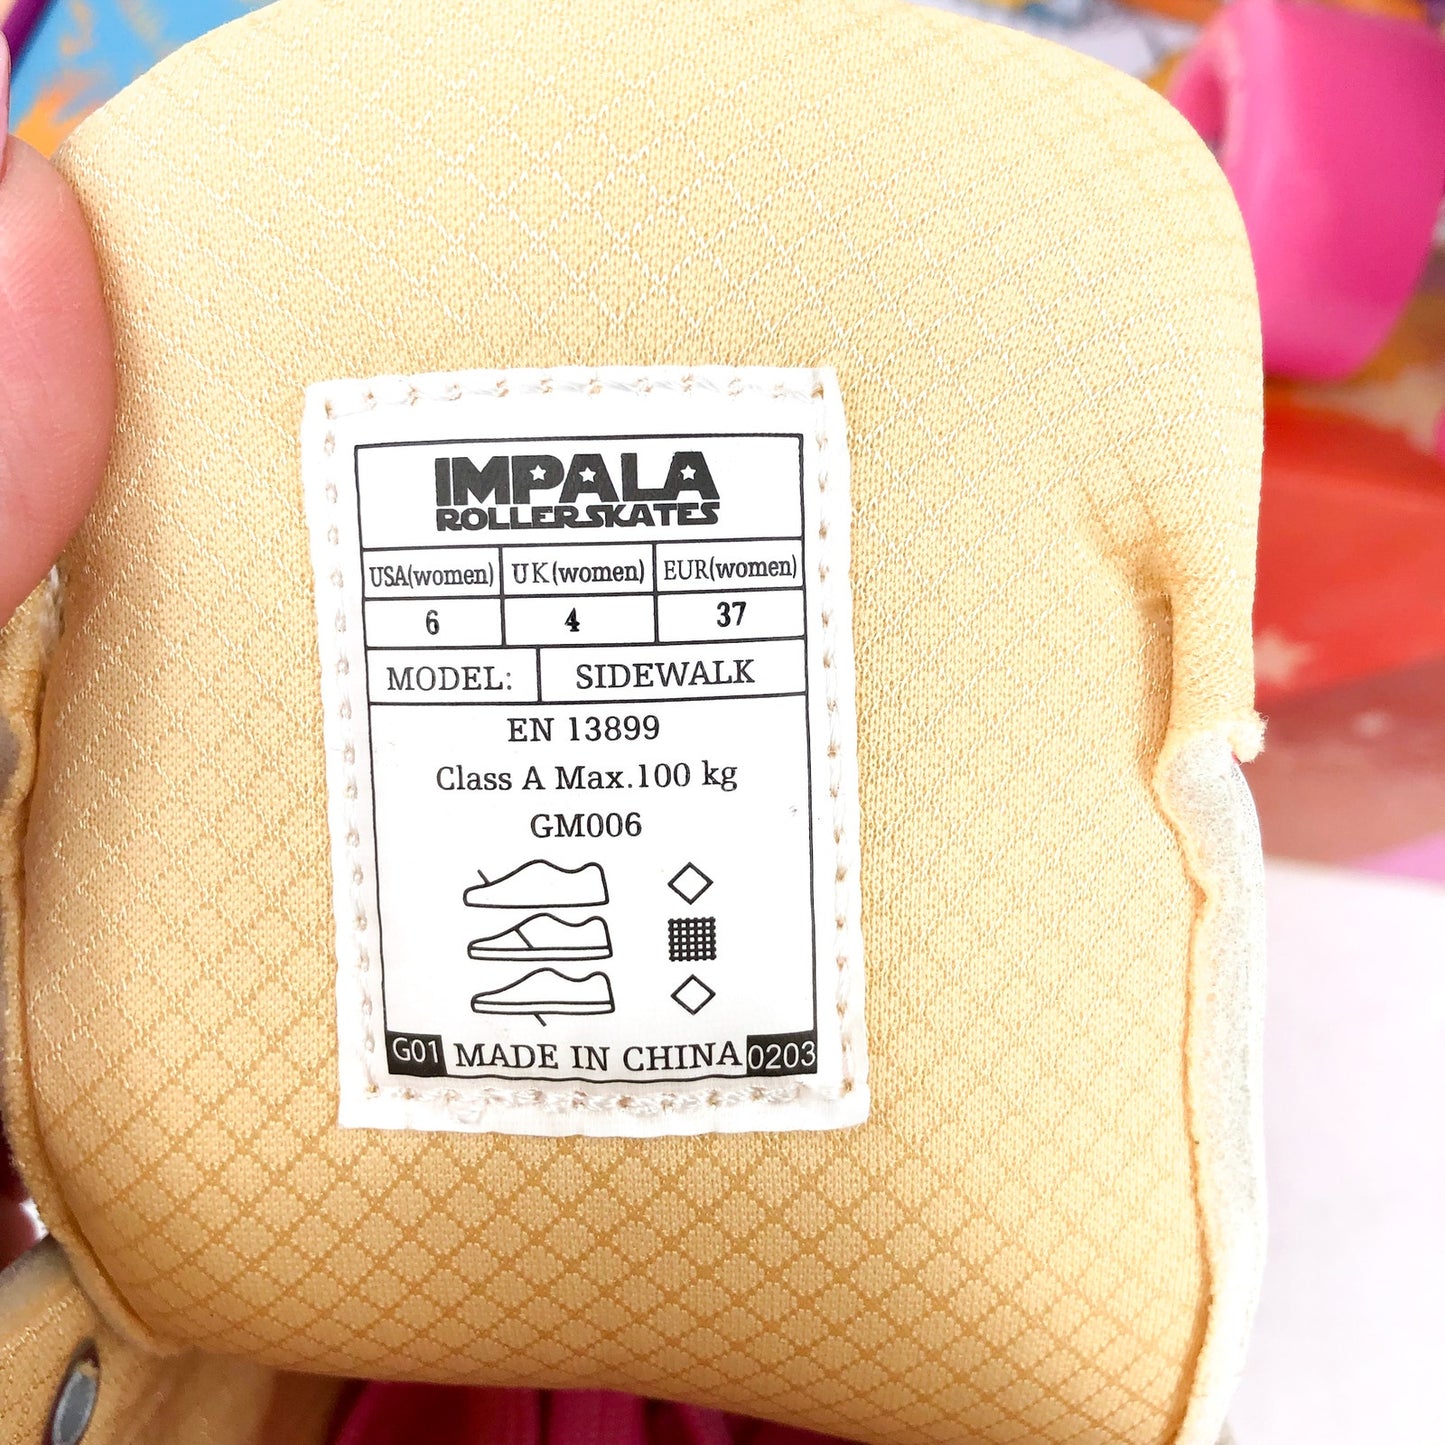 IMPALA
ROLLERSKATES
USA(women) UK(women) EUR(women)
6 4 37
MODEL: SIDEWALK
EN 13899
Class A Max.100 kg
GM006
G01 MADE IN CHINA 0203